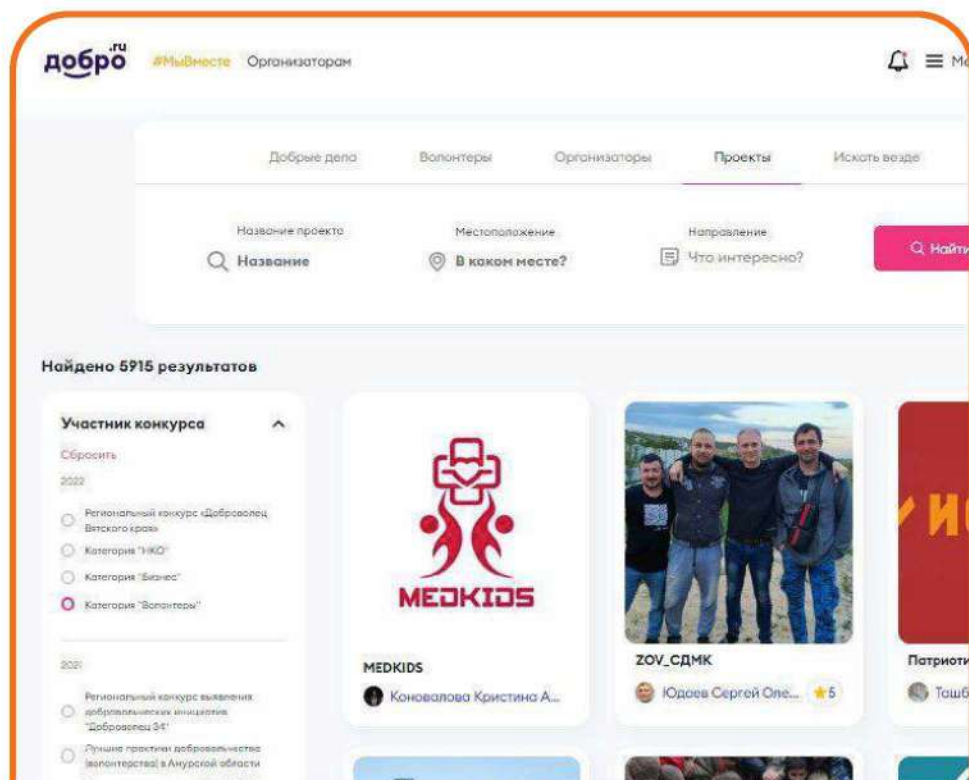 добро.ru
#МыВместе Организаторам
Добрые дела Волонтеры Организаторы Проекты Искать везде
Название проекта Местоположение Направление
Название В каком месте? Что интересно? Найти
Найдено 5915 результатов
Участник конкурса
Сбросить
2022
Региональный конкурс «Доброволец
Вятского края»
Категория "НКО"
Категория "Бизнес"
Категория "Волонтеры"
Региональный конкурс выявления
добровольческих инициатив
"Доброволец 34"
Лучшие практики добровольчества
(волонтерства) в Амурской области
MEDKIDS
MEDKIDS
Коновалова Кристина А...
ZOV_СДМК
Юдаев Сергей Оле... 5
Патриоти
Ташб